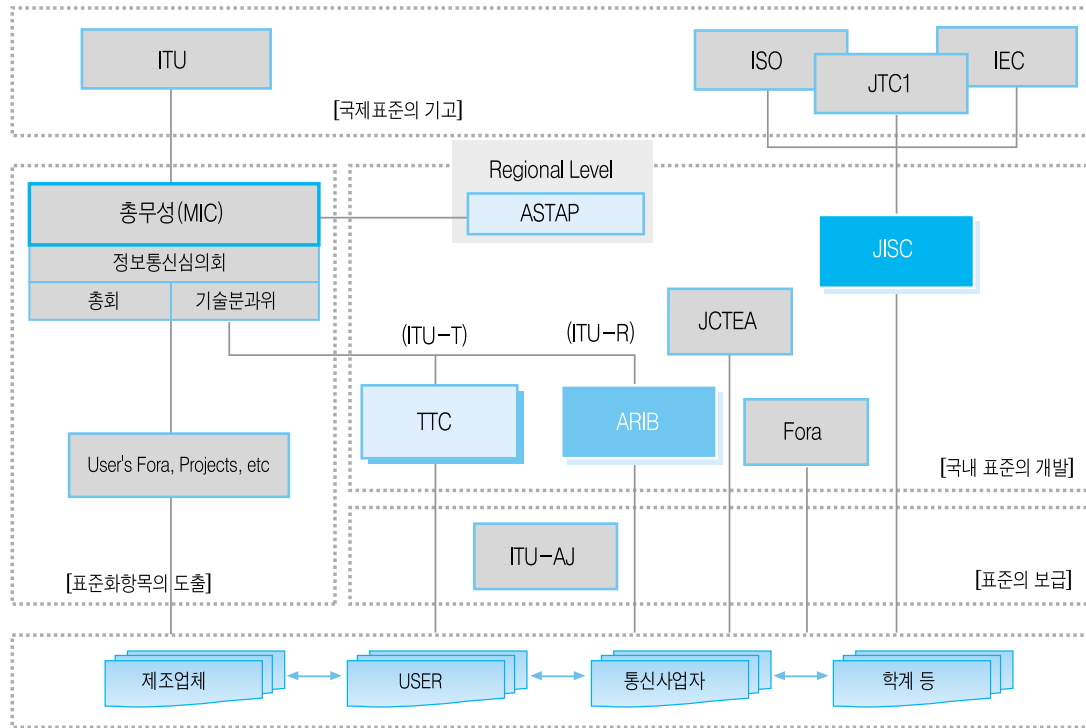 ITU
ISO
JTC1
IEC
[국제표준의 기고]
Regional Level
ASTAP
총무성(MIC)
정보통신심의회
총회
기술분과위
JISC
JCTEA
(ITU-T)
(ITU-R)
TTC
ARIB
Fora
User's Fora, Projects, etc
[국내 표준의 개발]
ITU-AJ
[표준화항목의 도출]
[표준의 보급]
제조업체
USER
통신사업자
학계 등